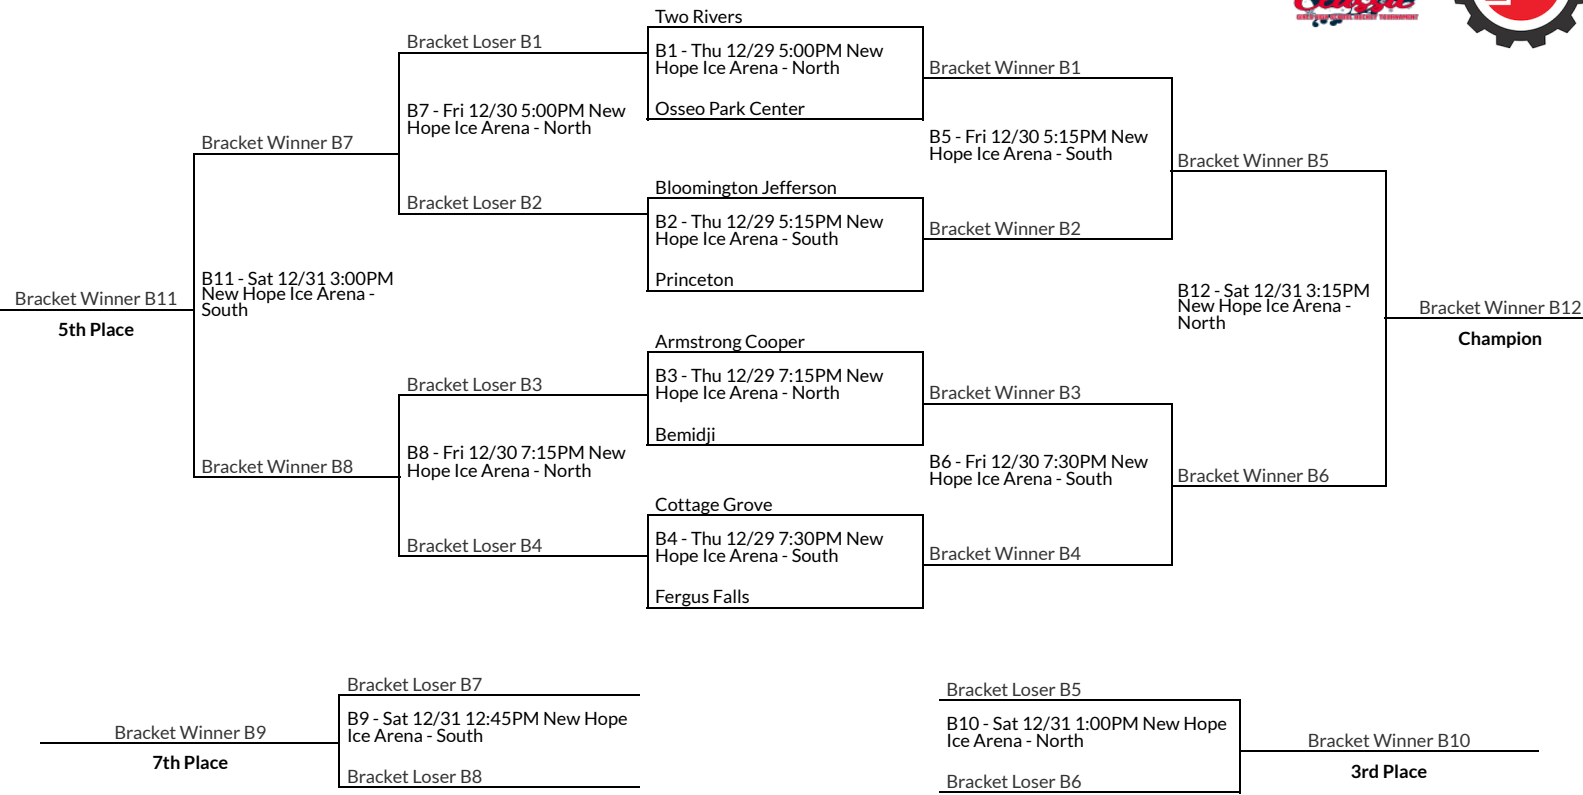 Two Rivers
B1 - Thu 12/29 5:00PM New
Hope Ice Arena - North
Osseo Park Center
Bracket Loser B1
Bracket Winner B1
B7 - Fri 12/30 5:00PM New
Hope Ice Arena - North
B5 - Fri 12/30 5:15PM New
Hope Ice Arena - South
Bracket Winner B7
Bracket Winner B5
Bloomington Jefferson
B2 - Thu 12/29 5:15PM New
Hope Ice Arena - South
Princeton
Bracket Loser B2
Bracket Winner B2
B11 - Sat 12/31 3:00PM
New Hope Ice Arena -
South
Bracket Winner B11
5th Place
B12 - Sat 12/31 3:15PM
New Hope Ice Arena -
North
Bracket Winner B12
Champion
Armstrong Cooper
B3 - Thu 12/29 7:15PM New
Hope Ice Arena - North
Bemidji
Bracket Loser B3
Bracket Winner B3
B8 - Fri 12/30 7:15PM New
Hope Ice Arena - North
B6 - Fri 12/30 7:30PM New
Hope Ice Arena - South
Bracket Winner B8
Bracket Winner B6
Cottage Grove
B4 - Thu 12/29 7:30PM New
Hope Ice Arena - South
Fergus Falls
Bracket Loser B4
Bracket Winner B4
Bracket Loser B7
B9 - Sat 12/31 12:45PM New Hope
Ice Arena - South
Bracket Loser B8
Bracket Winner B9
7th Place
Bracket Loser B5
B10 - Sat 12/31 1:00PM New Hope
Ice Arena - North
Bracket Loser B6
Bracket Winner B10
3rd Place